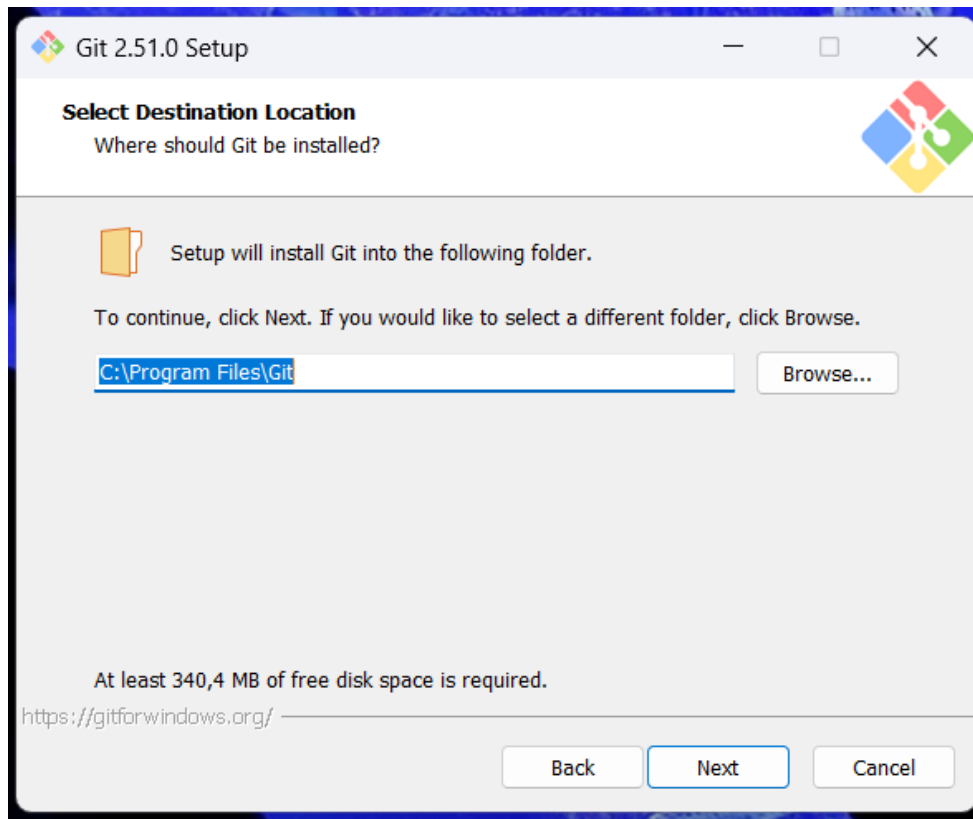 Git 2.51.0 Setup
Select Destination Location
Where should Git be installed?
Setup will install Git into the following folder.
To continue, click Next. If you would like to select a different folder, click Browse.
C:\Program Files\Git
Browse...
At least 340,4 MB of free disk space is required.
https://gitforwindows.org/
Back
Next
Cancel